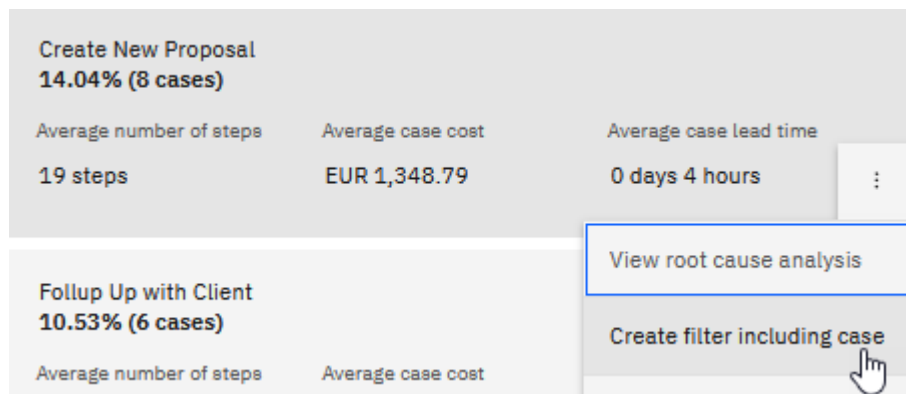 Create New Proposal
14.04% (8 cases)
Average number of steps Average case cost Average case lead time
19 steps EUR 1,348.79 0 days 4 hours
View root cause analysis
Follup Up with Client
10.53% (6 cases)
Create filter including case
Average number of steps Average case cost